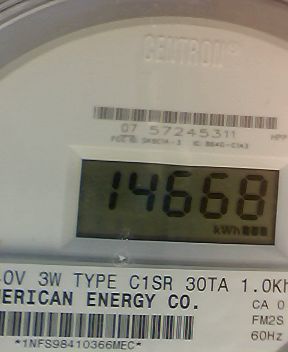 CENTRON®
07 57245311
14668
kWh
0V 3W TYPE C1SR 30TA 1.0Kh
ERICAN ENERGY CO.
CA 0
FM2S
60Hz
*1NFS98410366MEC*